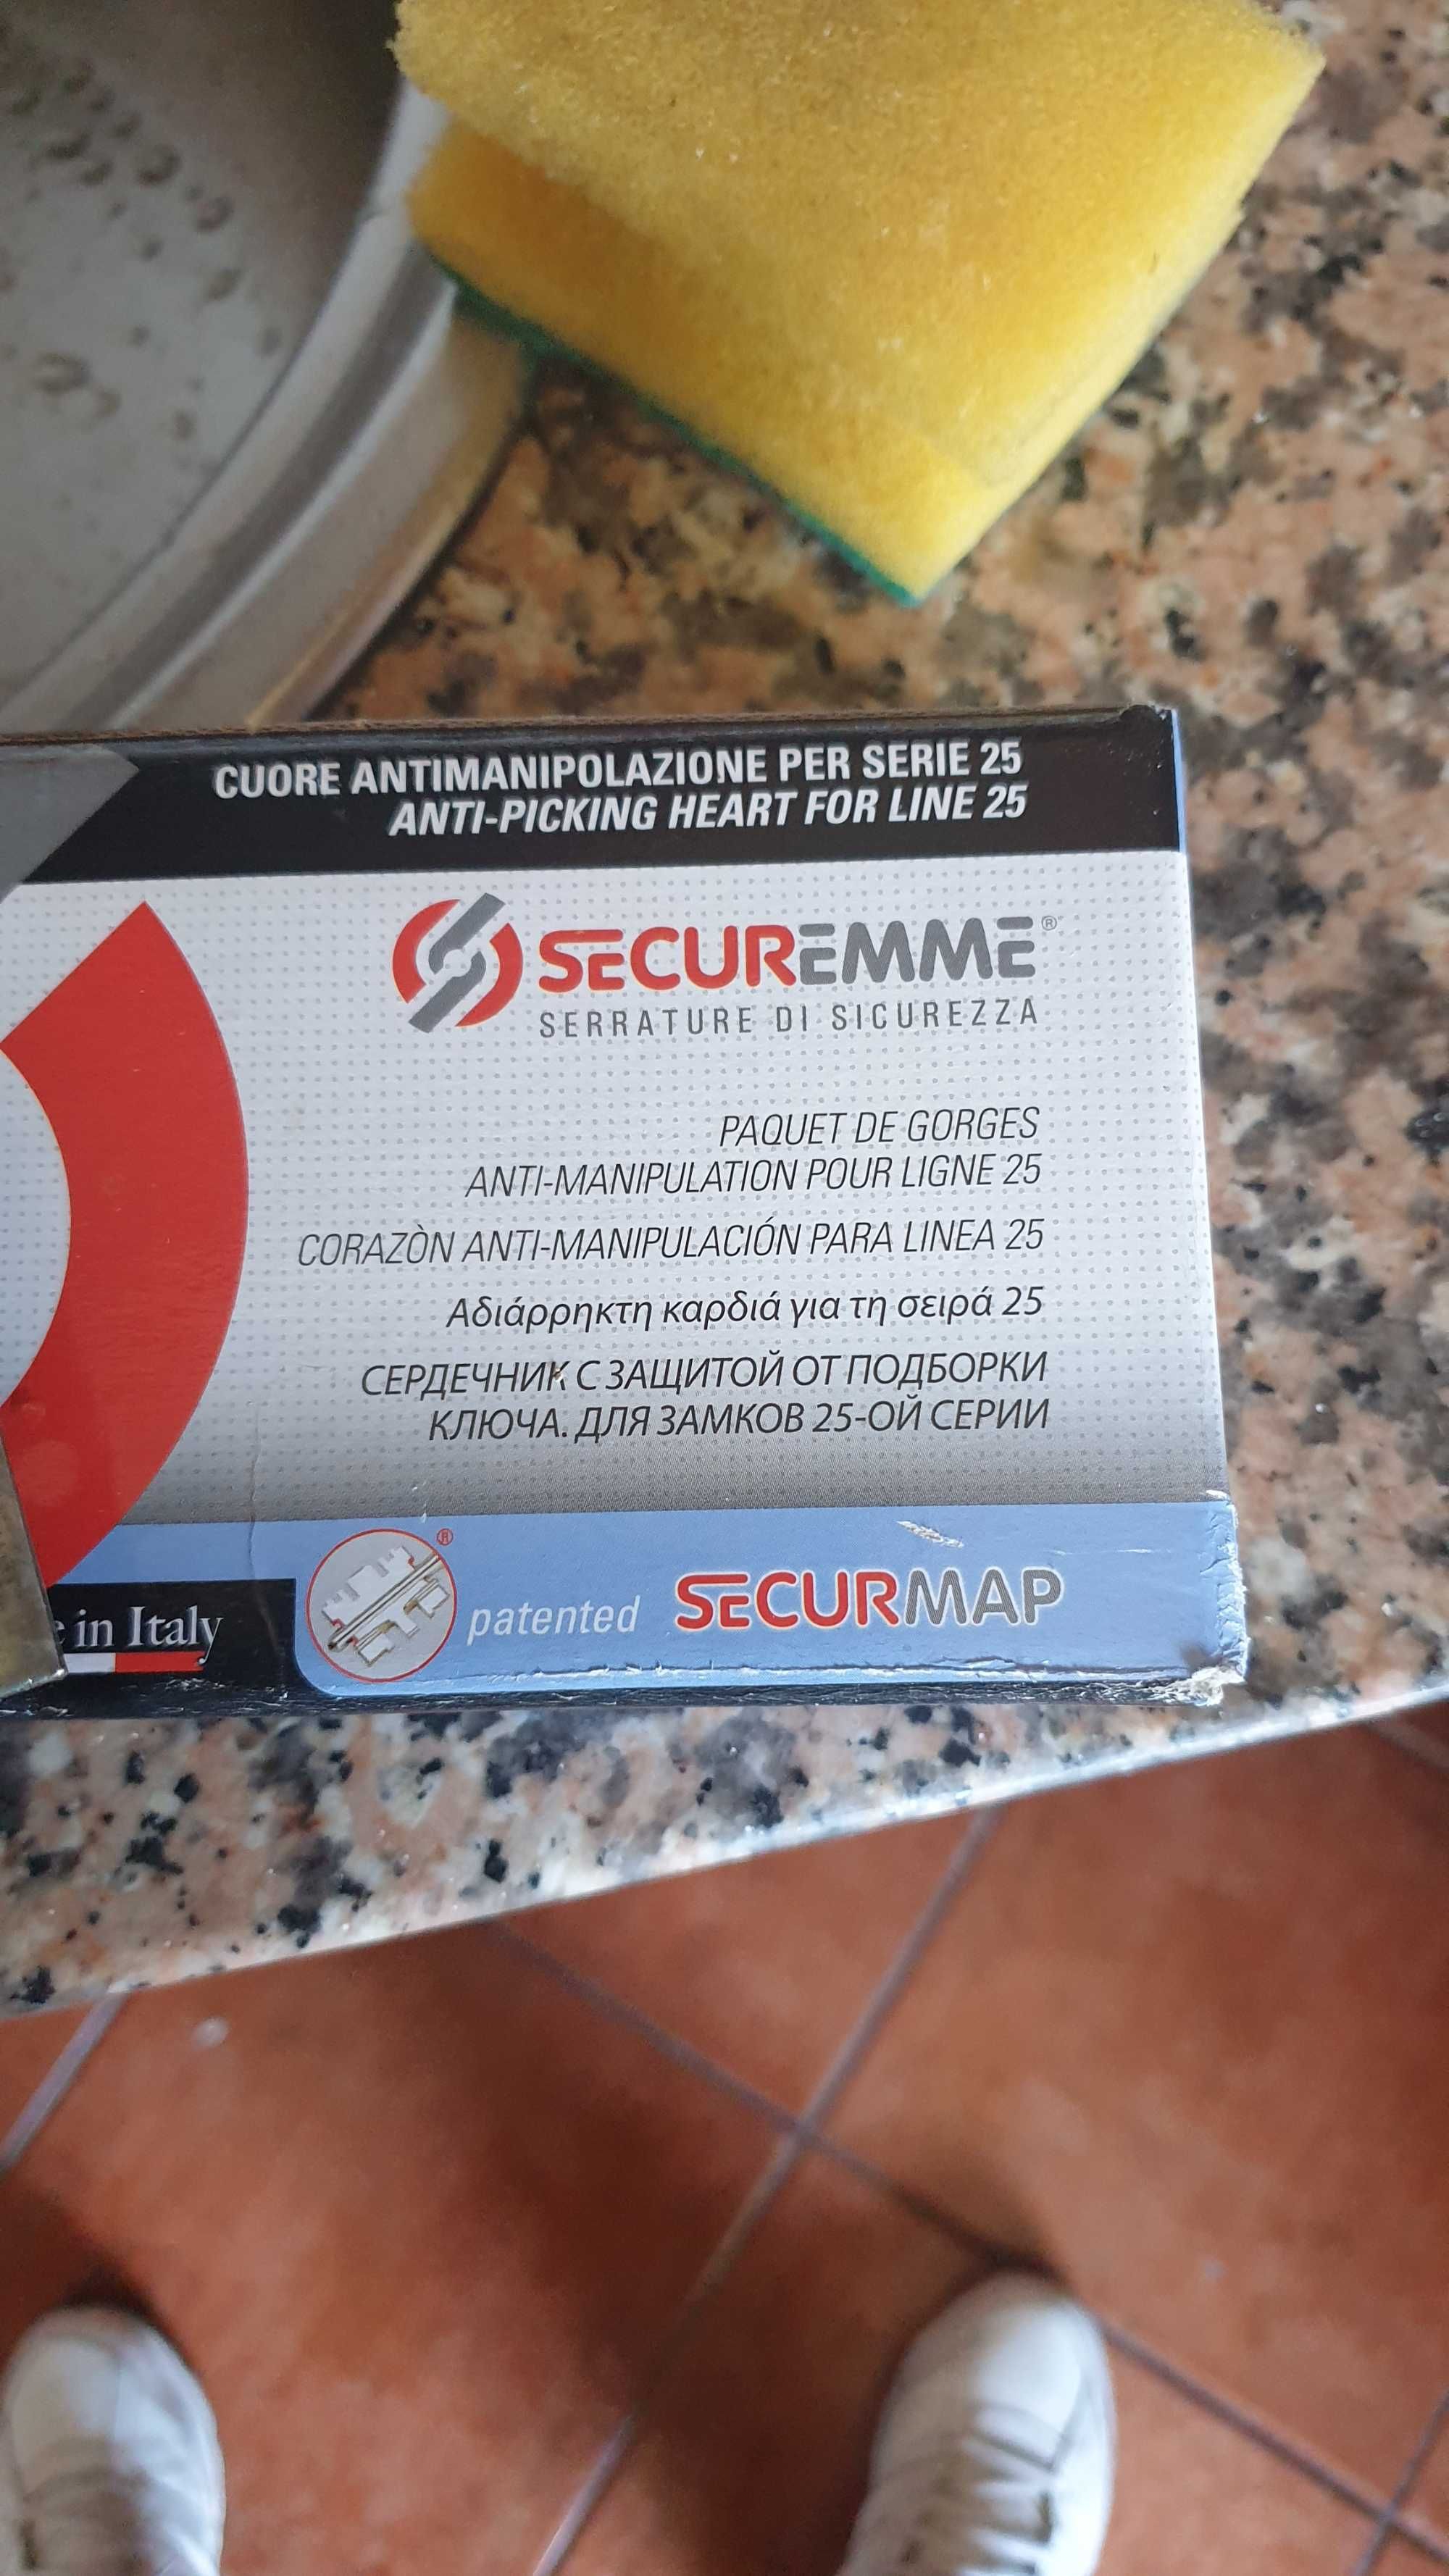 CUORE ANTIMANIPOLAZIONE PER SERIE 25
ANTI-PICKING HEART FOR LINE 25
SECUREMME®
SERRATURE DI SICUREZZA
PAQUET DE GORGES
ANTI-MANIPULATION POUR LIGNE 25
CORAZÒN ANTI-MANIPULACIÓN PARA LINEA 25
Αδιάρρηκτη καρδιά για τη σειρά 25
СЕРДЕЧНИК С ЗАЩИТОЙ ОТ ПОДБОРКИ
КЛЮЧА. ДЛЯ ЗАМКОВ 25-ОЙ СЕРИИ
in Italy
® patented SECURMAP